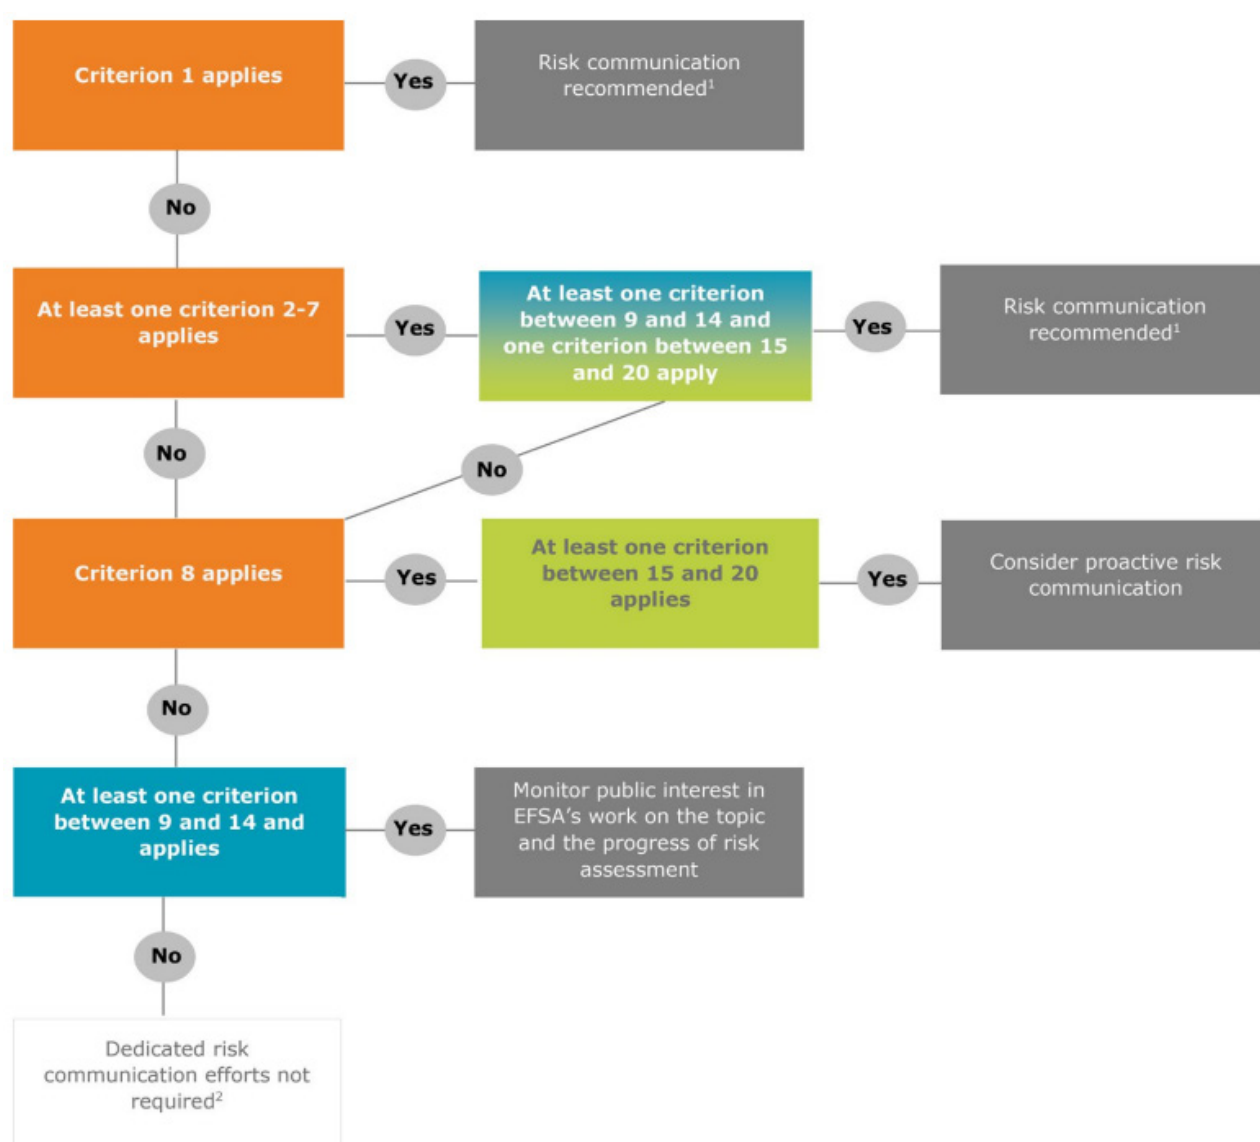 Criterion 1 applies
Yes
Risk communication
recommended¹
No
At least one criterion 2-7
applies
Yes
At least one criterion
between 9 and 14 and
one criterion between 15
and 20 apply
Yes
Risk communication
recommended¹
No
No
Criterion 8 applies
Yes
At least one criterion
between 15 and 20
applies
Yes
Consider proactive risk
communication
No
At least one criterion
between 9 and 14 and
applies
Yes
Monitor public interest in
EFSA’s work on the topic
and the progress of risk
assessment
No
Dedicated risk
communication efforts not
required²